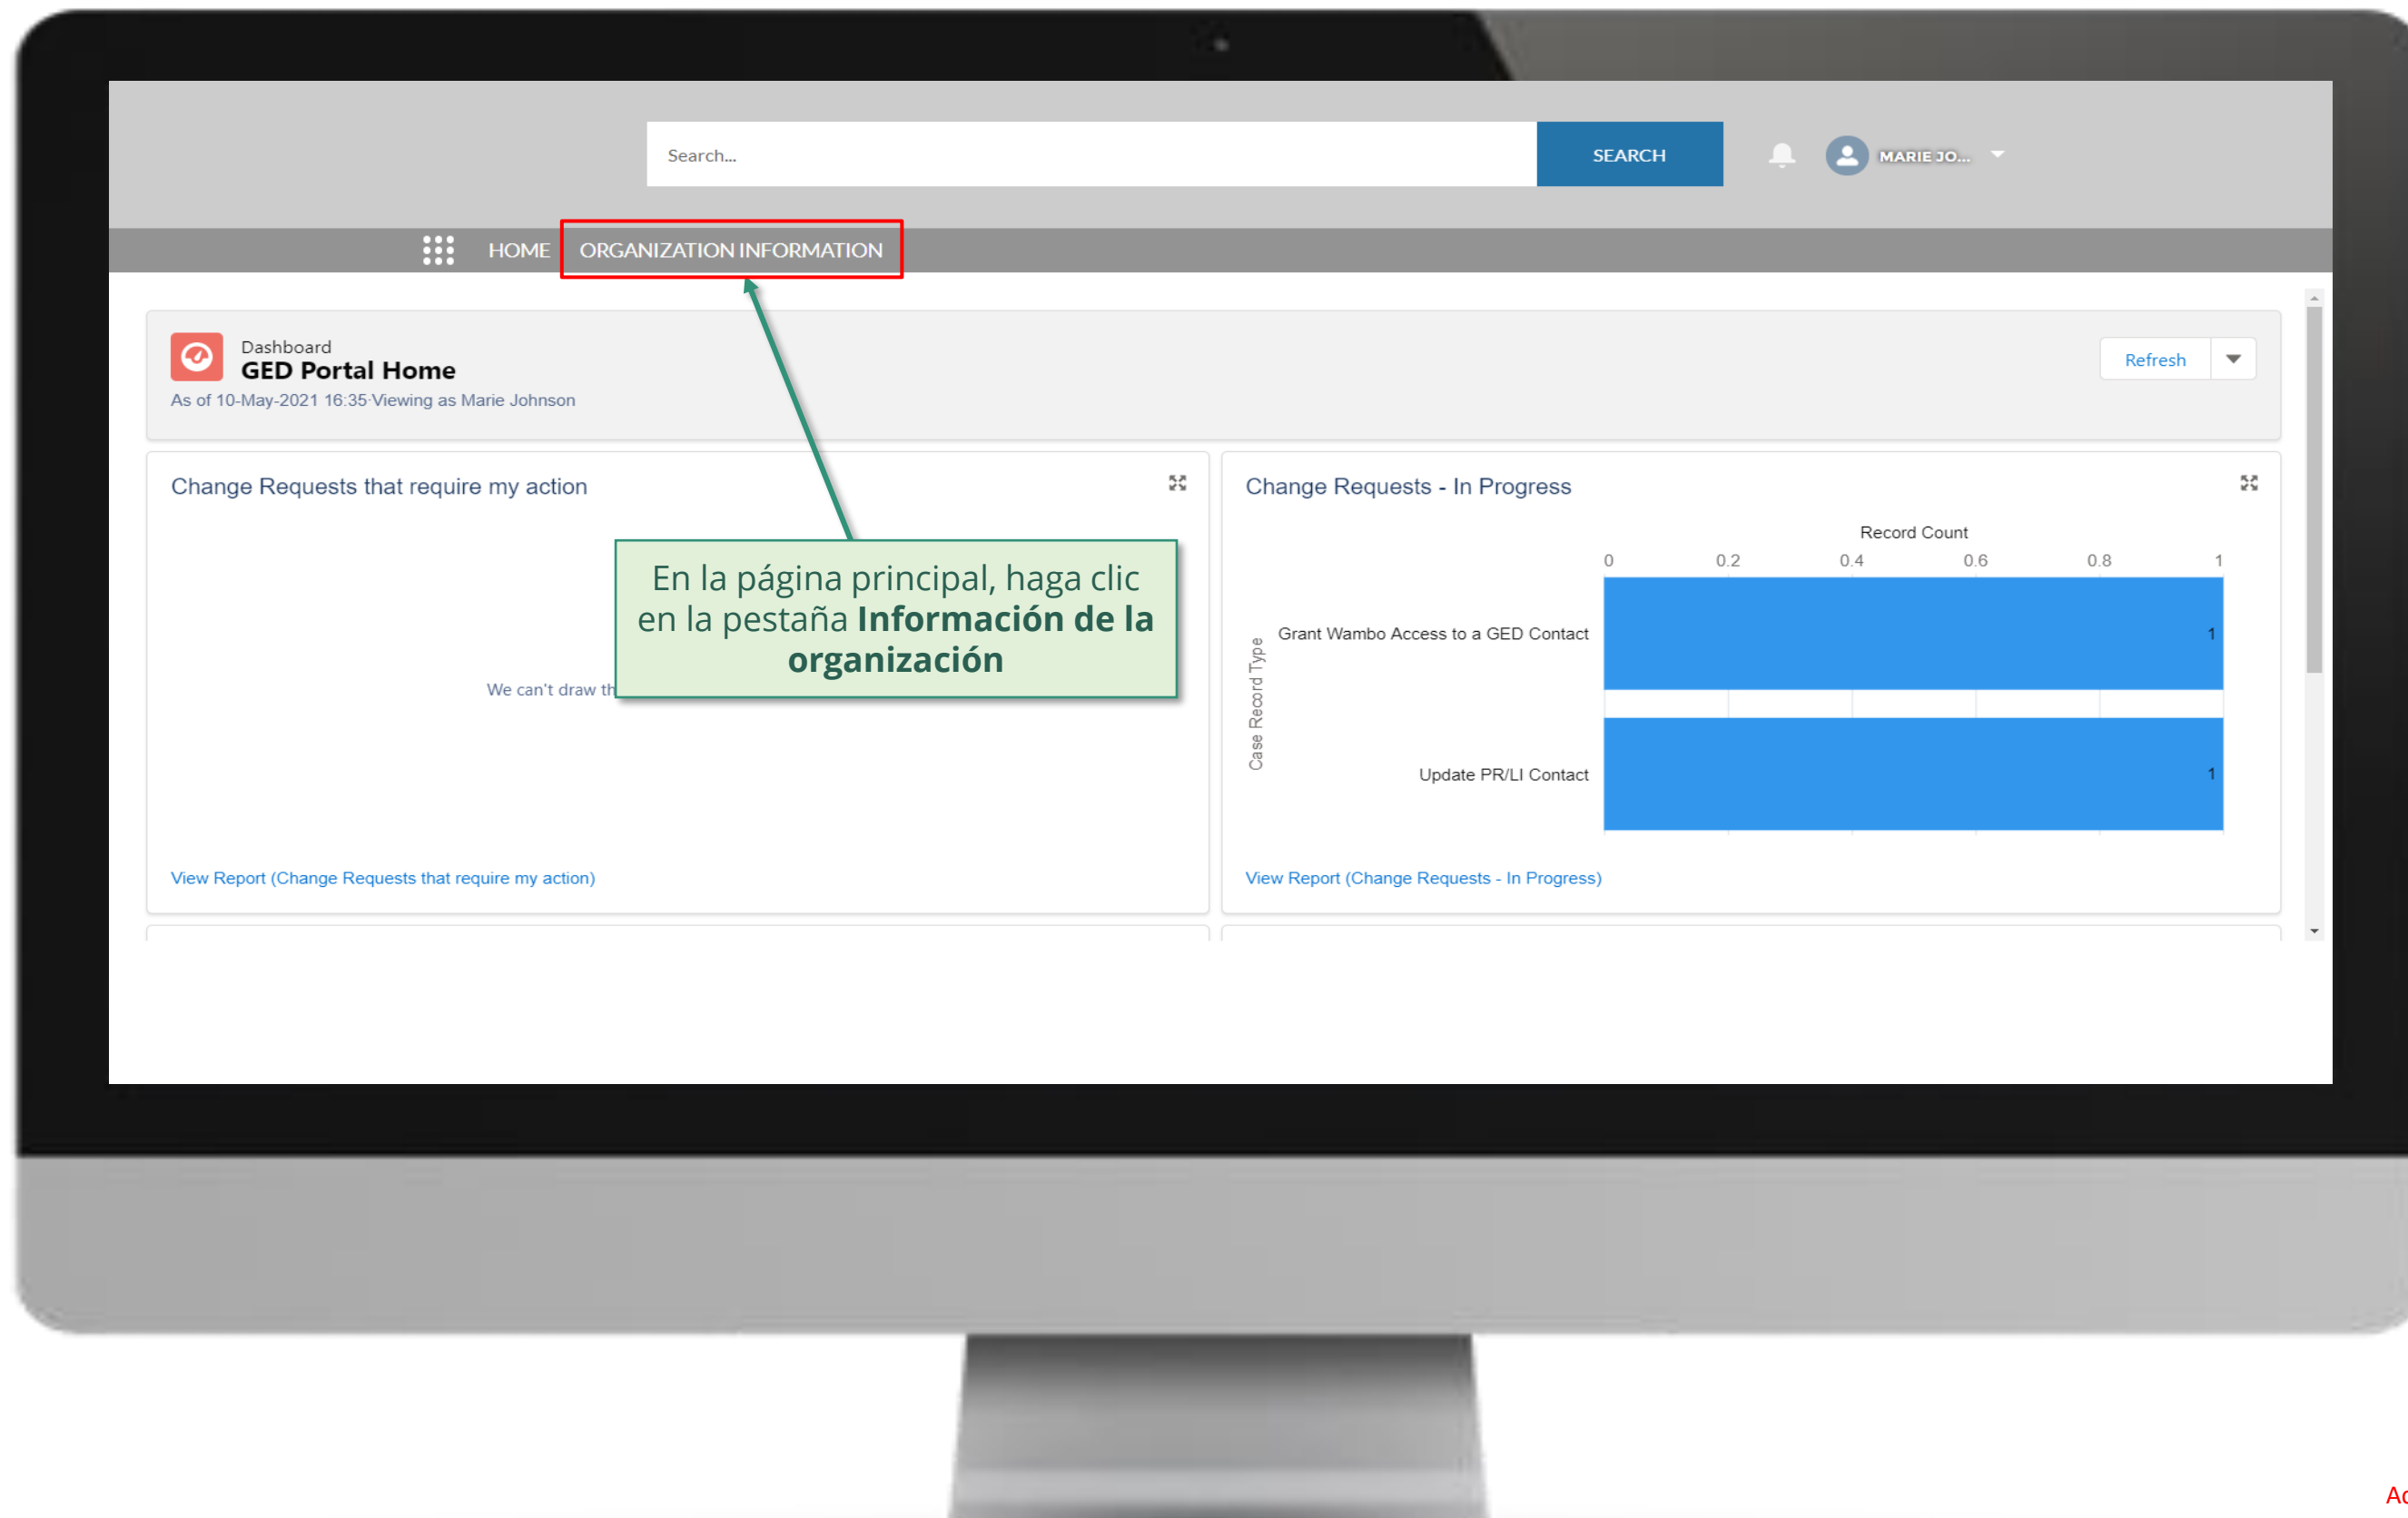 Search...
SEARCH
MARIE JO...
HOME ORGANIZATION INFORMATION
Dashboard
GED Portal Home
As of 10-May-2021 16:35·Viewing as Marie Johnson
Refresh
Change Requests that require my action
We can't draw
En la página principal, haga clic
en la pestaña Información de la
organización
View Report (Change Requests that require my action)
Change Requests - In Progress
Record Count
0 0.2 0.4 0.6 0.8 1
Case Record Type
Grant Wambo Access to a GED Contact 1
Update PR/LI Contact 1
View Report (Change Requests - In Progress)